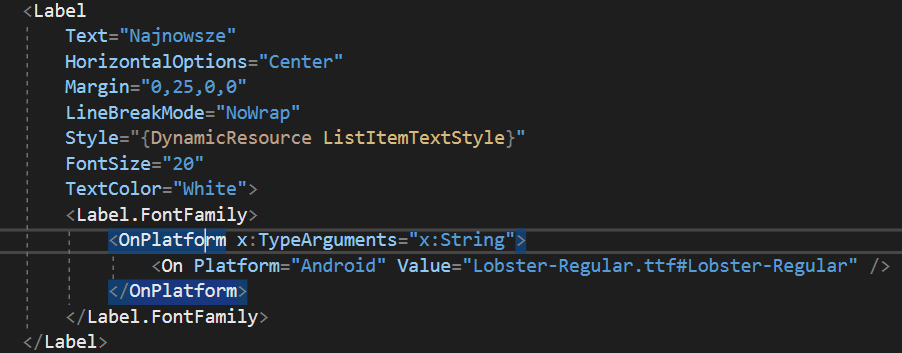 <Label
Text="Najnowsze"
HorizontalOptions="Center"
Margin="0,25,0,0"
LineBreakMode="NoWrap"
Style="{DynamicResource ListItemTextStyle}"
FontSize="20"
TextColor="White">
<Label.FontFamily>
<OnPlatform x:TypeArguments="x:String">
<On Platform="Android" Value="Lobster-Regular.ttf#Lobster-Regular" />
</OnPlatform>
</Label.FontFamily>
</Label>